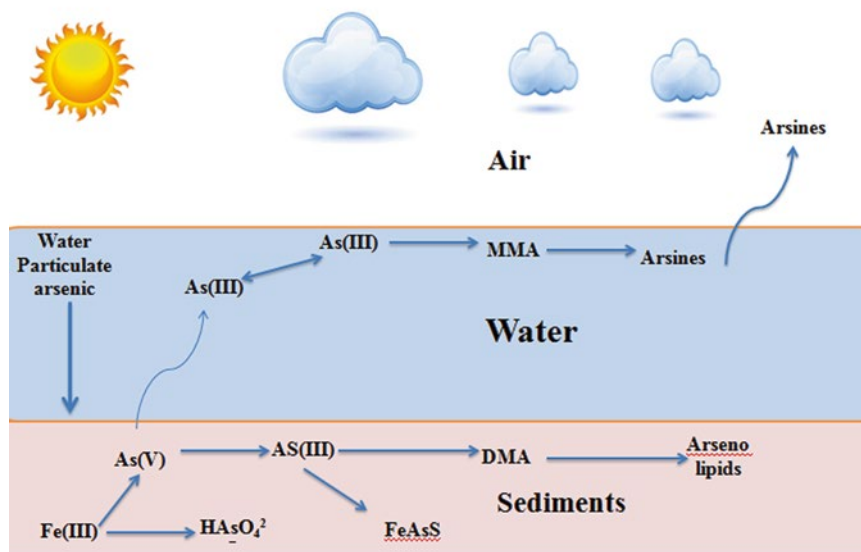 Arsines
Air
Water
Particulate
arsenic
As(III)
As(III)
MMA
Arsines
Water
As(V)
AS(III)
DMA
Arseno
lipids
Sediments
Fe(III)
HAsO₄²
-
FeAsS